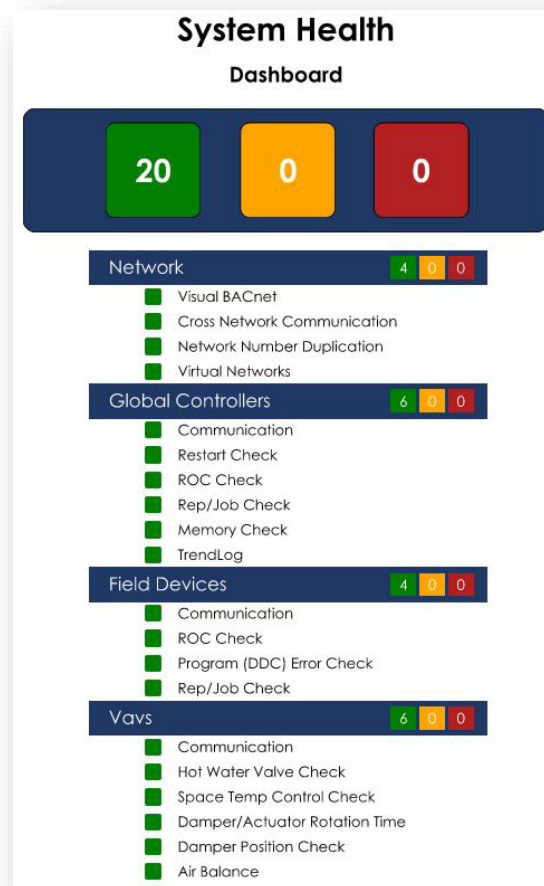 System Health
Dashboard
20 0 0
Network 4 0 0
Visual BACnet
Cross Network Communication
Network Number Duplication
Virtual Networks
Global Controllers 6 0 0
Communication
Restart Check
ROC Check
Rep/Job Check
Memory Check
TrendLog
Field Devices 4 0 0
Communication
ROC Check
Program (DDC) Error Check
Rep/Job Check
Vavs 6 0 0
Communication
Hot Water Valve Check
Space Temp Control Check
Damper/Actuator Rotation Time
Damper Position Check
Air Balance